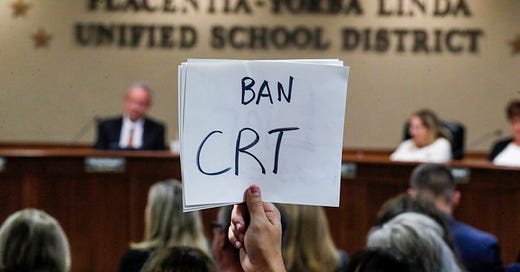 PLACENTIA-YORBA LINDA
UNIFIED SCHOOL DISTRICT
BAN
CRT